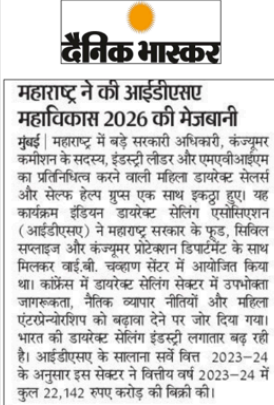 दैनिक भास्कर
महाराष्ट्र ने की आईडीएसए
महाविकास 2026 की मेजबानी
मुंबई | महाराष्ट्र में बड़े सरकारी अधिकारी, कंज्यूमर
कमीशन के सदस्य, इंडस्ट्री लीडर और एमएवीआईएम
का प्रतिनिधित्व करने वाली महिला डायरेक्ट सेलर्स
और सेल्फ हेल्प ग्रुप्स एक साथ इकठ्ठा हुए। यह
कार्यक्रम इंडियन डायरेक्ट सेलिंग एसोसिएशन
(आईडीएसए) ने महाराष्ट्र सरकार के फूड, सिविल
सप्लाइज और कंज्यूमर प्रोटेक्शन डिपार्टमेंट के साथ
मिलकर वाई.बी. चव्हाण सेंटर में आयोजित किया
था। कांफ्रेंस में डायरेक्ट सेलिंग सेक्टर में उपभोक्ता
जागरूकता, नैतिक व्यापार नीतियों और महिला
एंटरप्रेन्योरशिप को बढ़ावा देने पर जोर दिया गया।
भारत की डायरेक्ट सेलिंग इंडस्ट्री लगातार बढ़ रही
है। आईडीएसए के सालाना सर्वे वित्त 2023-24
के अनुसार इस सेक्टर ने वित्तीय वर्ष 2023-24 में
कुल 22,142 रुपए करोड़ की बिक्री की।